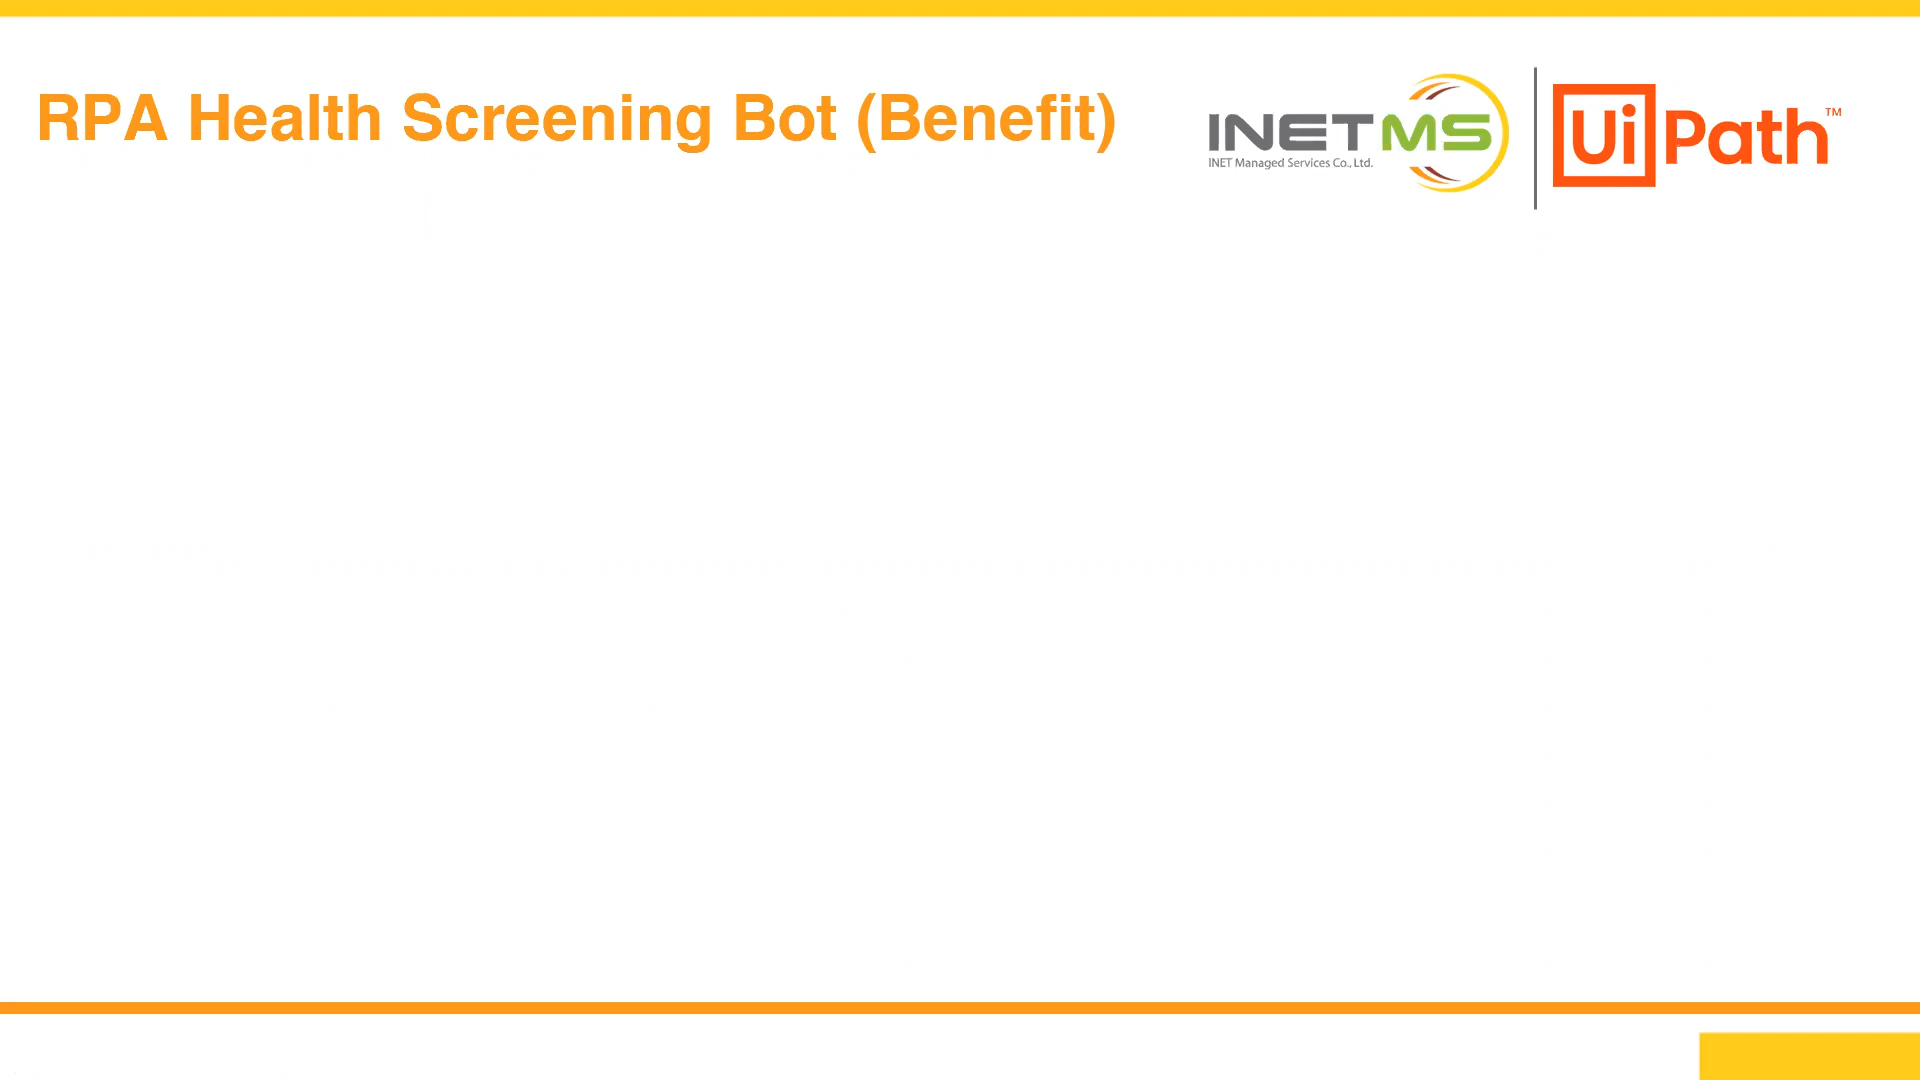 RPA Health Screening Bot (Benefit)
INETMS
INET Managed Services Co., Ltd.
UiPath™